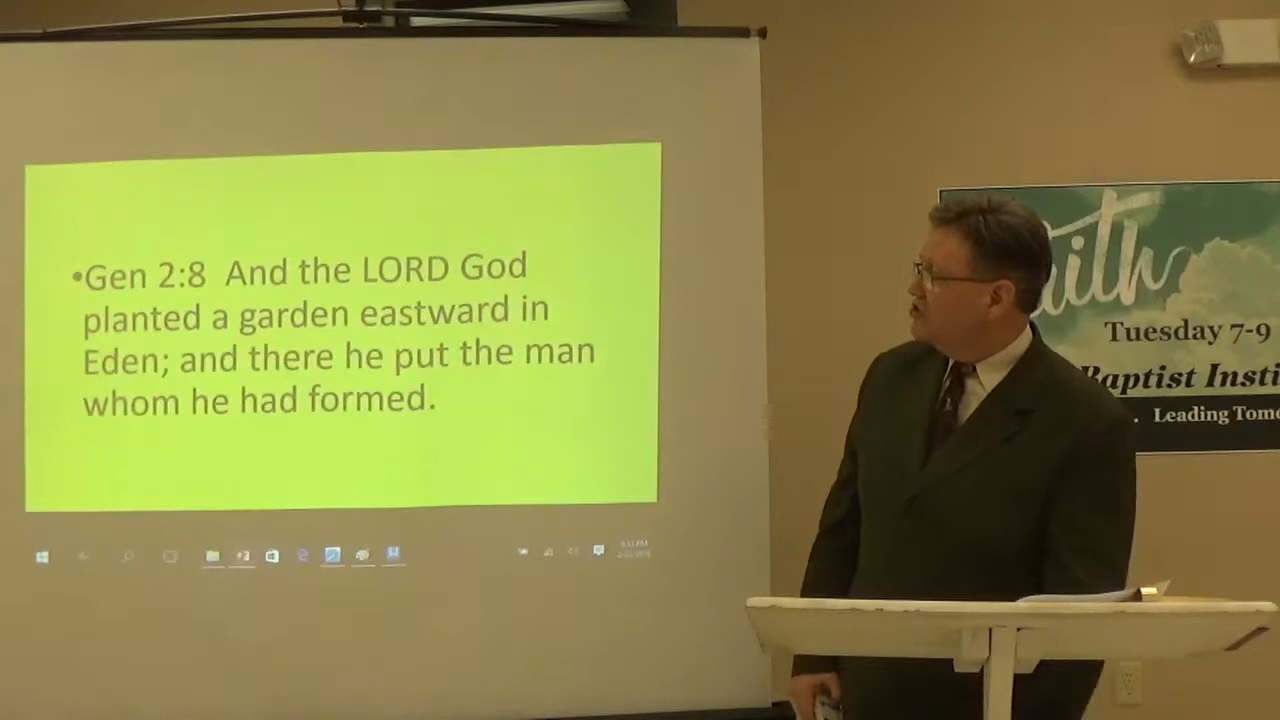 •Gen 2:8 And the LORD God
planted a garden eastward in
Eden; and there he put the man
whom he had formed.
aith
Tuesday 7-9
Baptist Insti
. Leading Tomo